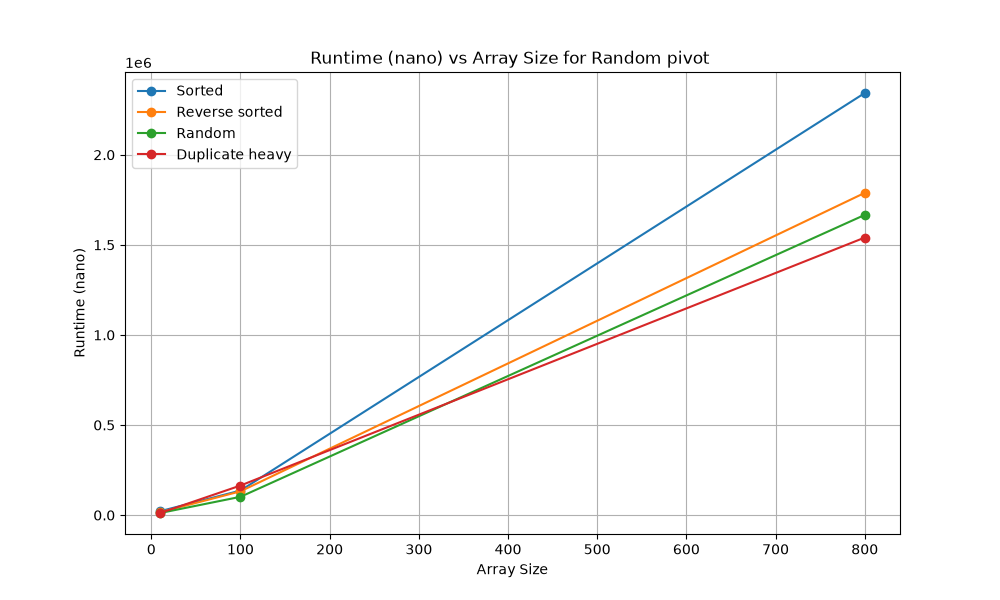 Runtime (nano) vs Array Size for Random pivot
1e6
Sorted
Reverse sorted
Random
Duplicate heavy
2.0
1.5
1.0
0.5
0.0
Runtime (nano)
0 100 200 300 400 500 600 700 800
Array Size